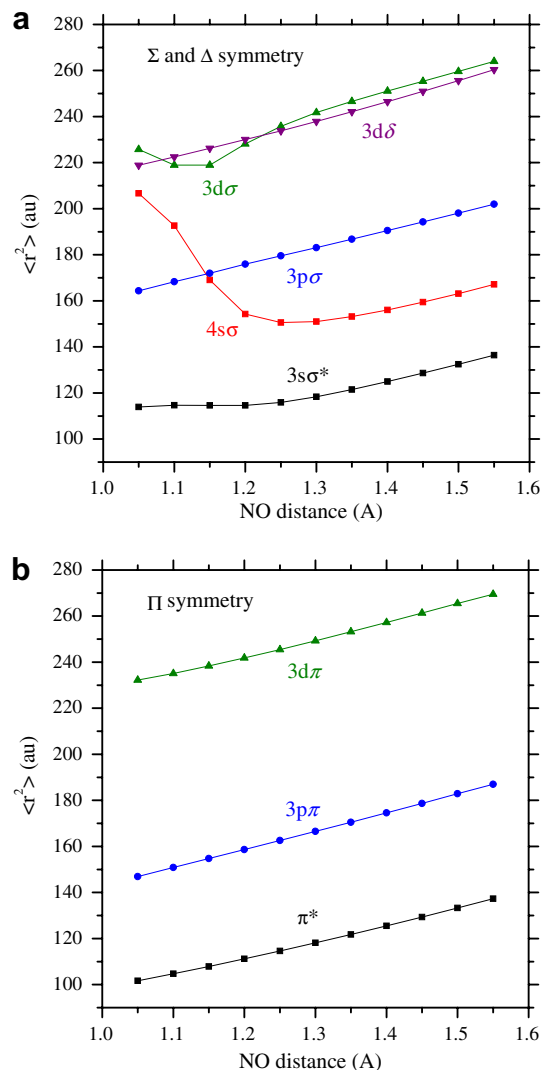 a
280
Σ and Δ symmetry
260
240
3dδ
220
3dσ
200
<r²> (au)
180
3pσ
160
4sσ
140
3sσ*
120
100
1.0 1.1 1.2 1.3 1.4 1.5 1.6
NO distance (A)
b
280
Π symmetry
260
240
3dπ
220
200
<r²> (au)
180
3pπ
160
140
π*
120
100
1.0 1.1 1.2 1.3 1.4 1.5 1.6
NO distance (A)